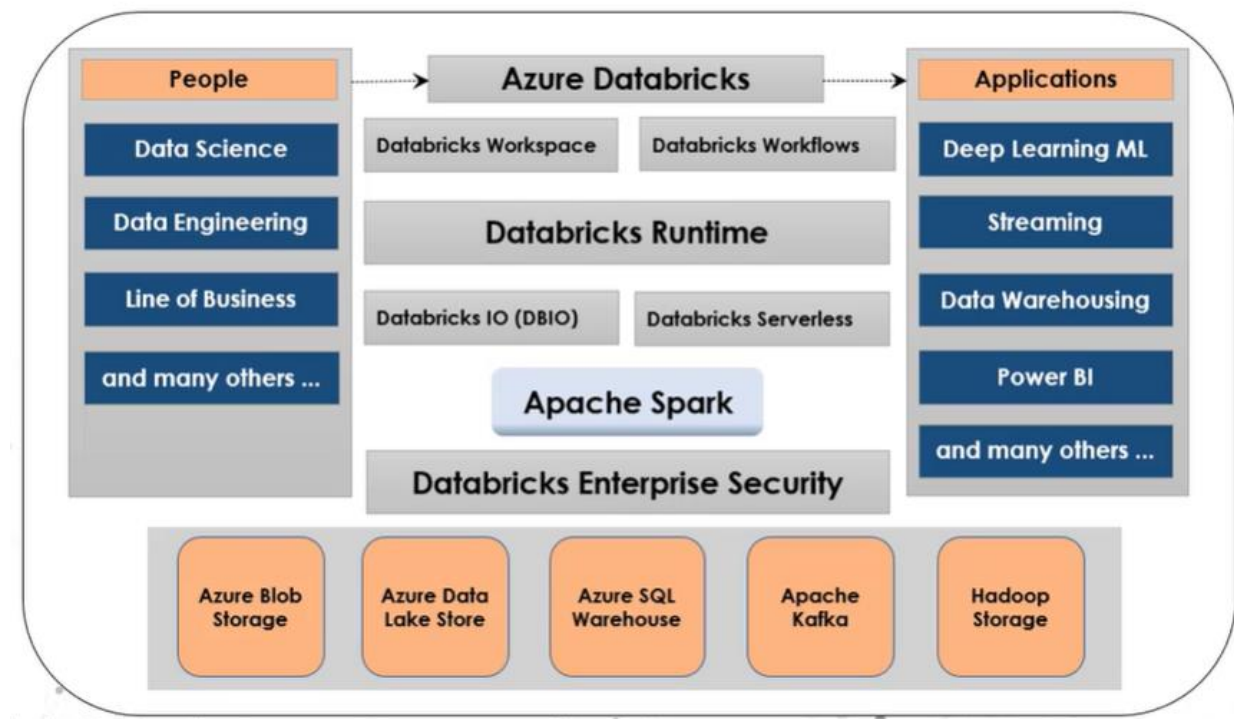 People
Azure Databricks
Applications
Data Science
Data Engineering
Line of Business
and many others ...
Databricks Workspace
Databricks Workflows
Databricks Runtime
Databricks IO (DBIO)
Databricks Serverless
Apache Spark
Databricks Enterprise Security
Deep Learning ML
Streaming
Data Warehousing
Power BI
and many others ...
Azure Blob
Storage
Azure Data
Lake Store
Azure SQL
Warehouse
Apache
Kafka
Hadoop
Storage